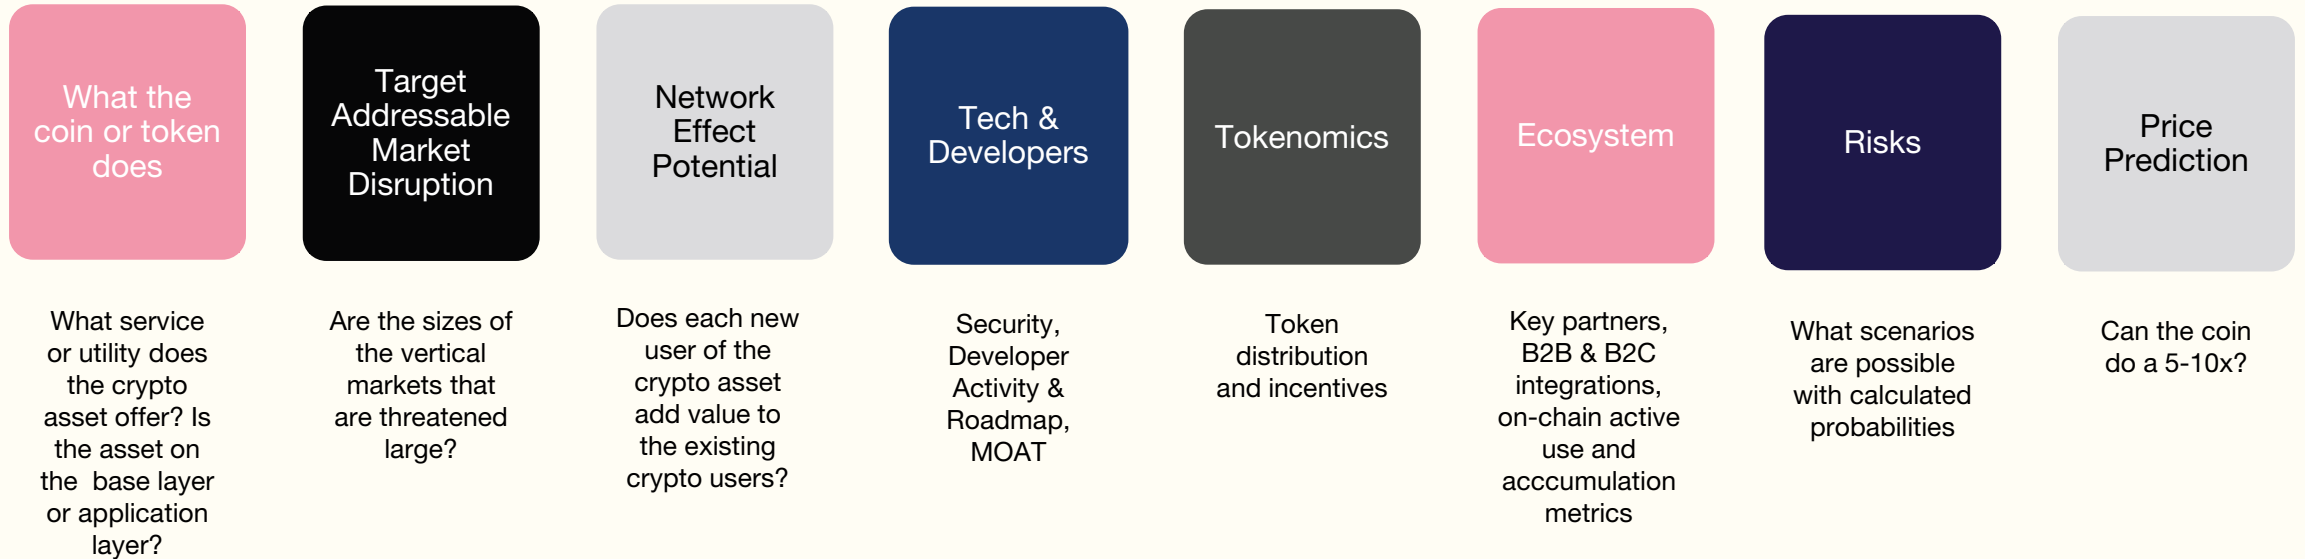 What the
coin or token
does
Target
Addressable
Market
Disruption
Network
Effect
Potential
Tech &
Developers
Tokenomics
Ecosystem
Risks
Price
Prediction
What service
or utility does
the crypto
asset offer? Is
the asset on
the  base layer
or application
layer?
Are the sizes of
the vertical
markets that
are threatened
large?
Does each new
user of the
crypto asset
add value to
the existing
crypto users?
Security,
Developer
Activity &
Roadmap,
MOAT
Token
distribution
and incentives
Key partners,
B2B & B2C
integrations,
on-chain active
use and
acccumulation
metrics
What scenarios
are possible
with calculated
probabilities
Can the coin
do a 5-10x?